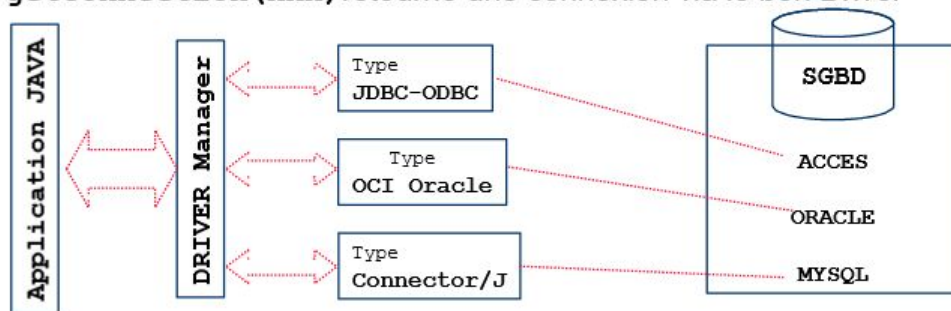 Application JAVA
DRIVER Manager
Type
JDBC-ODBC
Type
OCI Oracle
Type
Connector/J
SGBD
ACCES
ORACLE
MYSQL